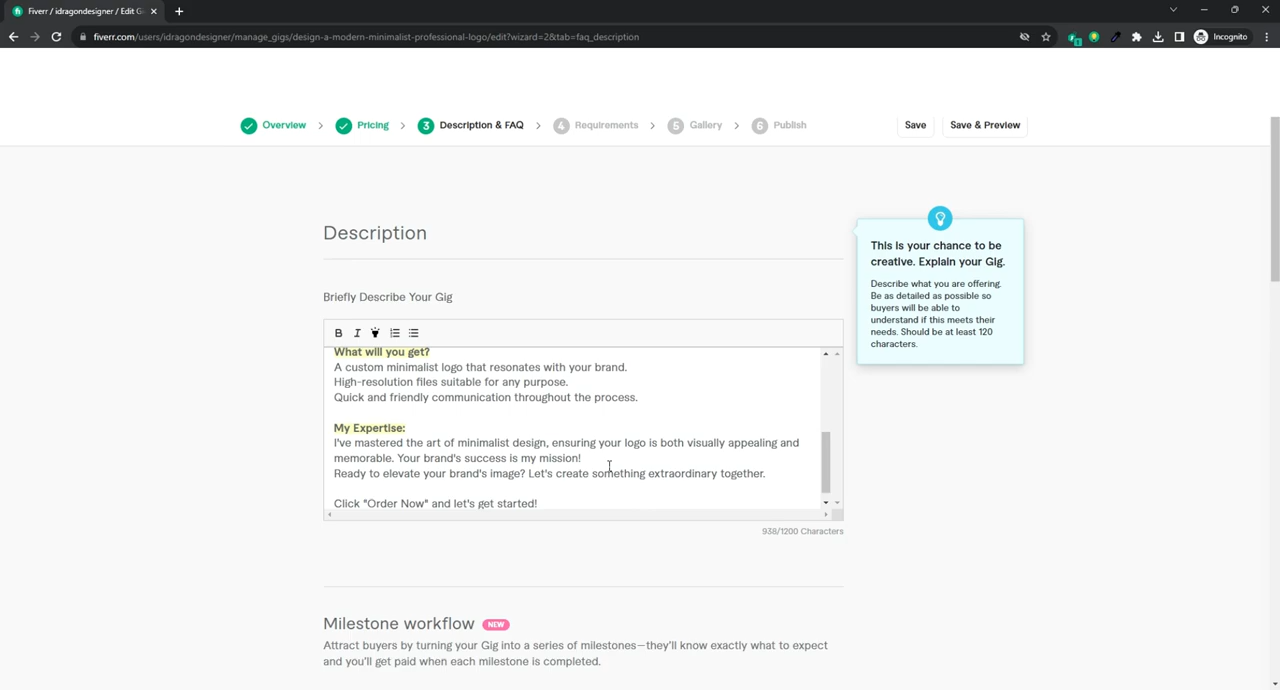 Fiverr / idragondesigner / Edit G
fiverr.com/users/idragondesigner/manage_gigs/design-a-modern-minimalist-professional-logo/edit?wizard=2&tab=faq_description
Incognito
Overview
Pricing
3 Description & FAQ
4 Requirements
5 Gallery
6 Publish
Save
Save & Preview
Description
Briefly Describe Your Gig
B I
What will you get?
A custom minimalist logo that resonates with your brand.
High-resolution files suitable for any purpose.
Quick and friendly communication throughout the process.
My Expertise:
I've mastered the art of minimalist design, ensuring your logo is both visually appealing and
memorable. Your brand's success is my mission!
Ready to elevate your brand's image? Let's create something extraordinary together.
Click "Order Now" and let's get started!
938/1200 Characters
This is your chance to be
creative. Explain your Gig.
Describe what you are offering.
Be as detailed as possible so
buyers will be able to
understand if this meets their
needs. Should be at least 120
characters.
Milestone workflow NEW
Attract buyers by turning your Gig into a series of milestones—they'll know exactly what to expect
and you'll get paid when each milestone is completed.